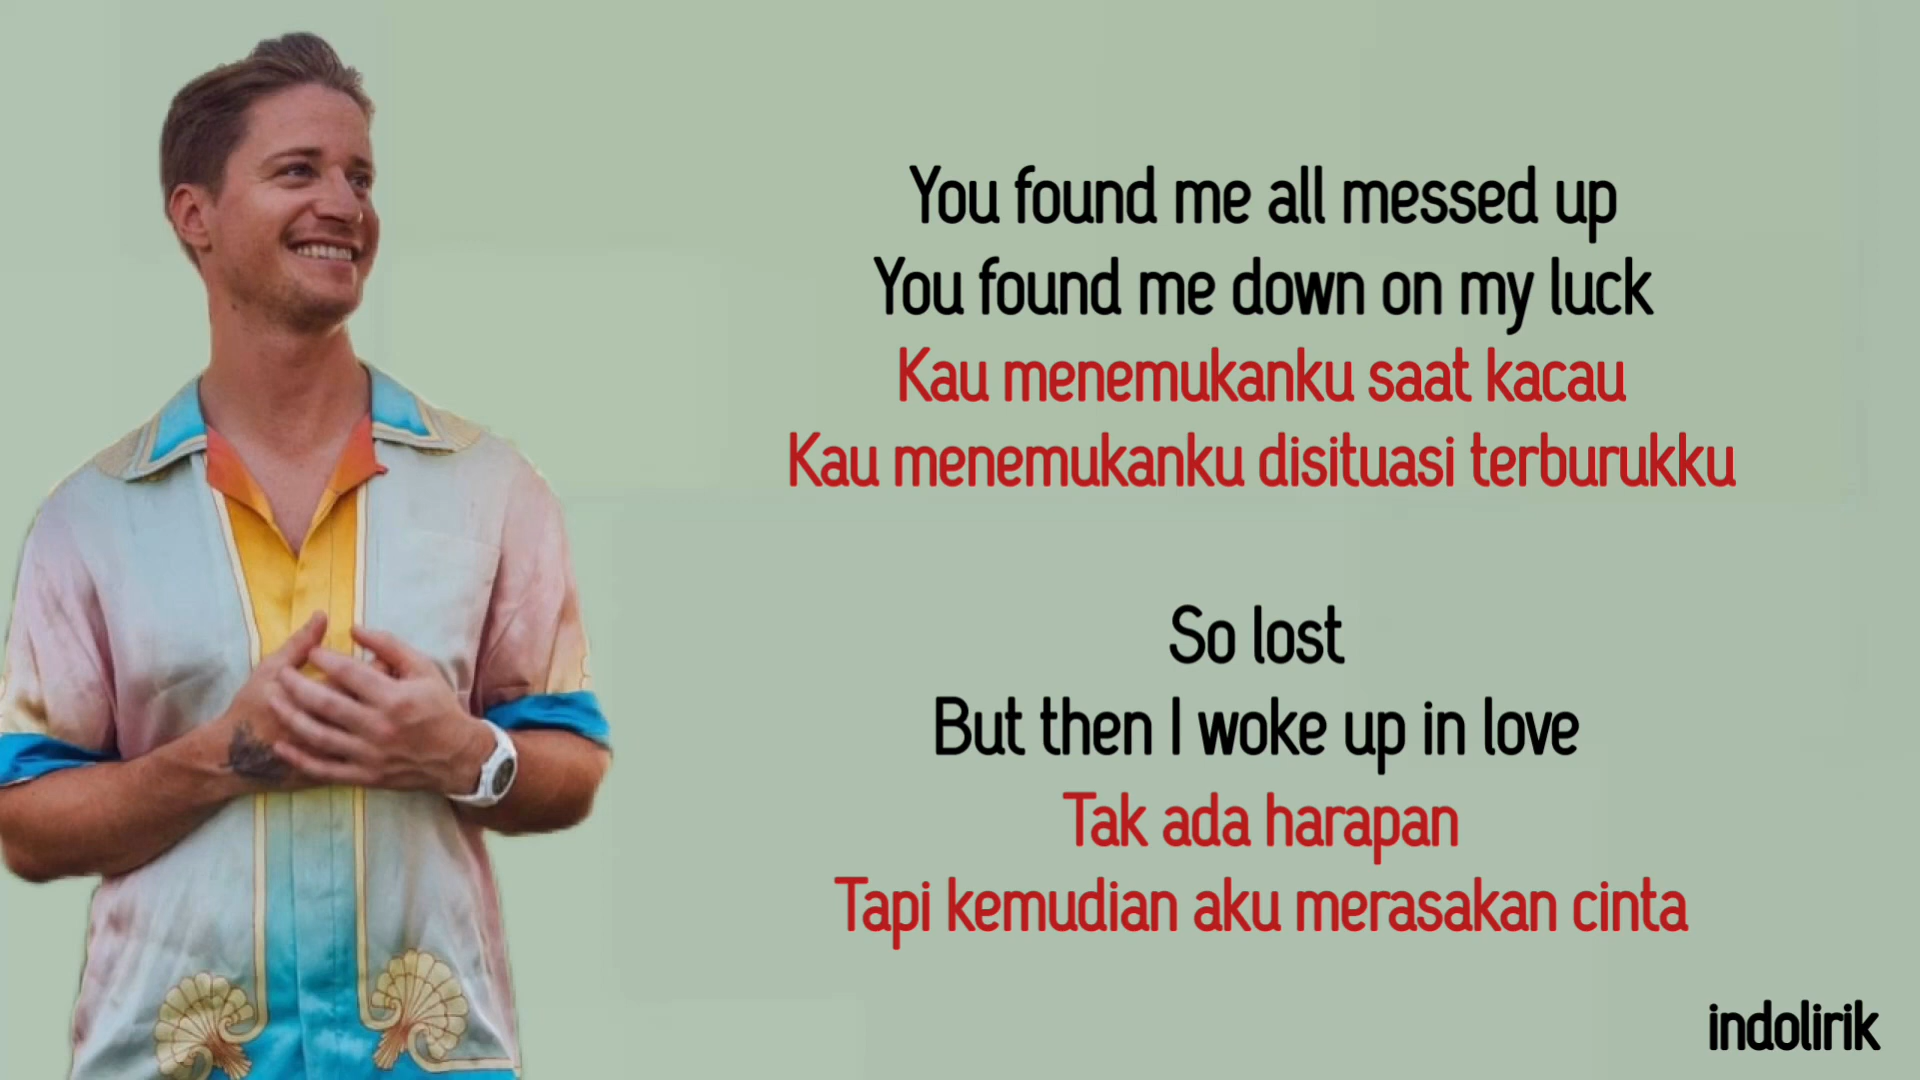 You found me all messed up
You found me down on my luck
Kau menemukanku saat kacau
Kau menemukanku disituasi terburukku
So lost
But then I woke up in love
Tak ada harapan
Tapi kemudian aku merasakan cinta
indolirik